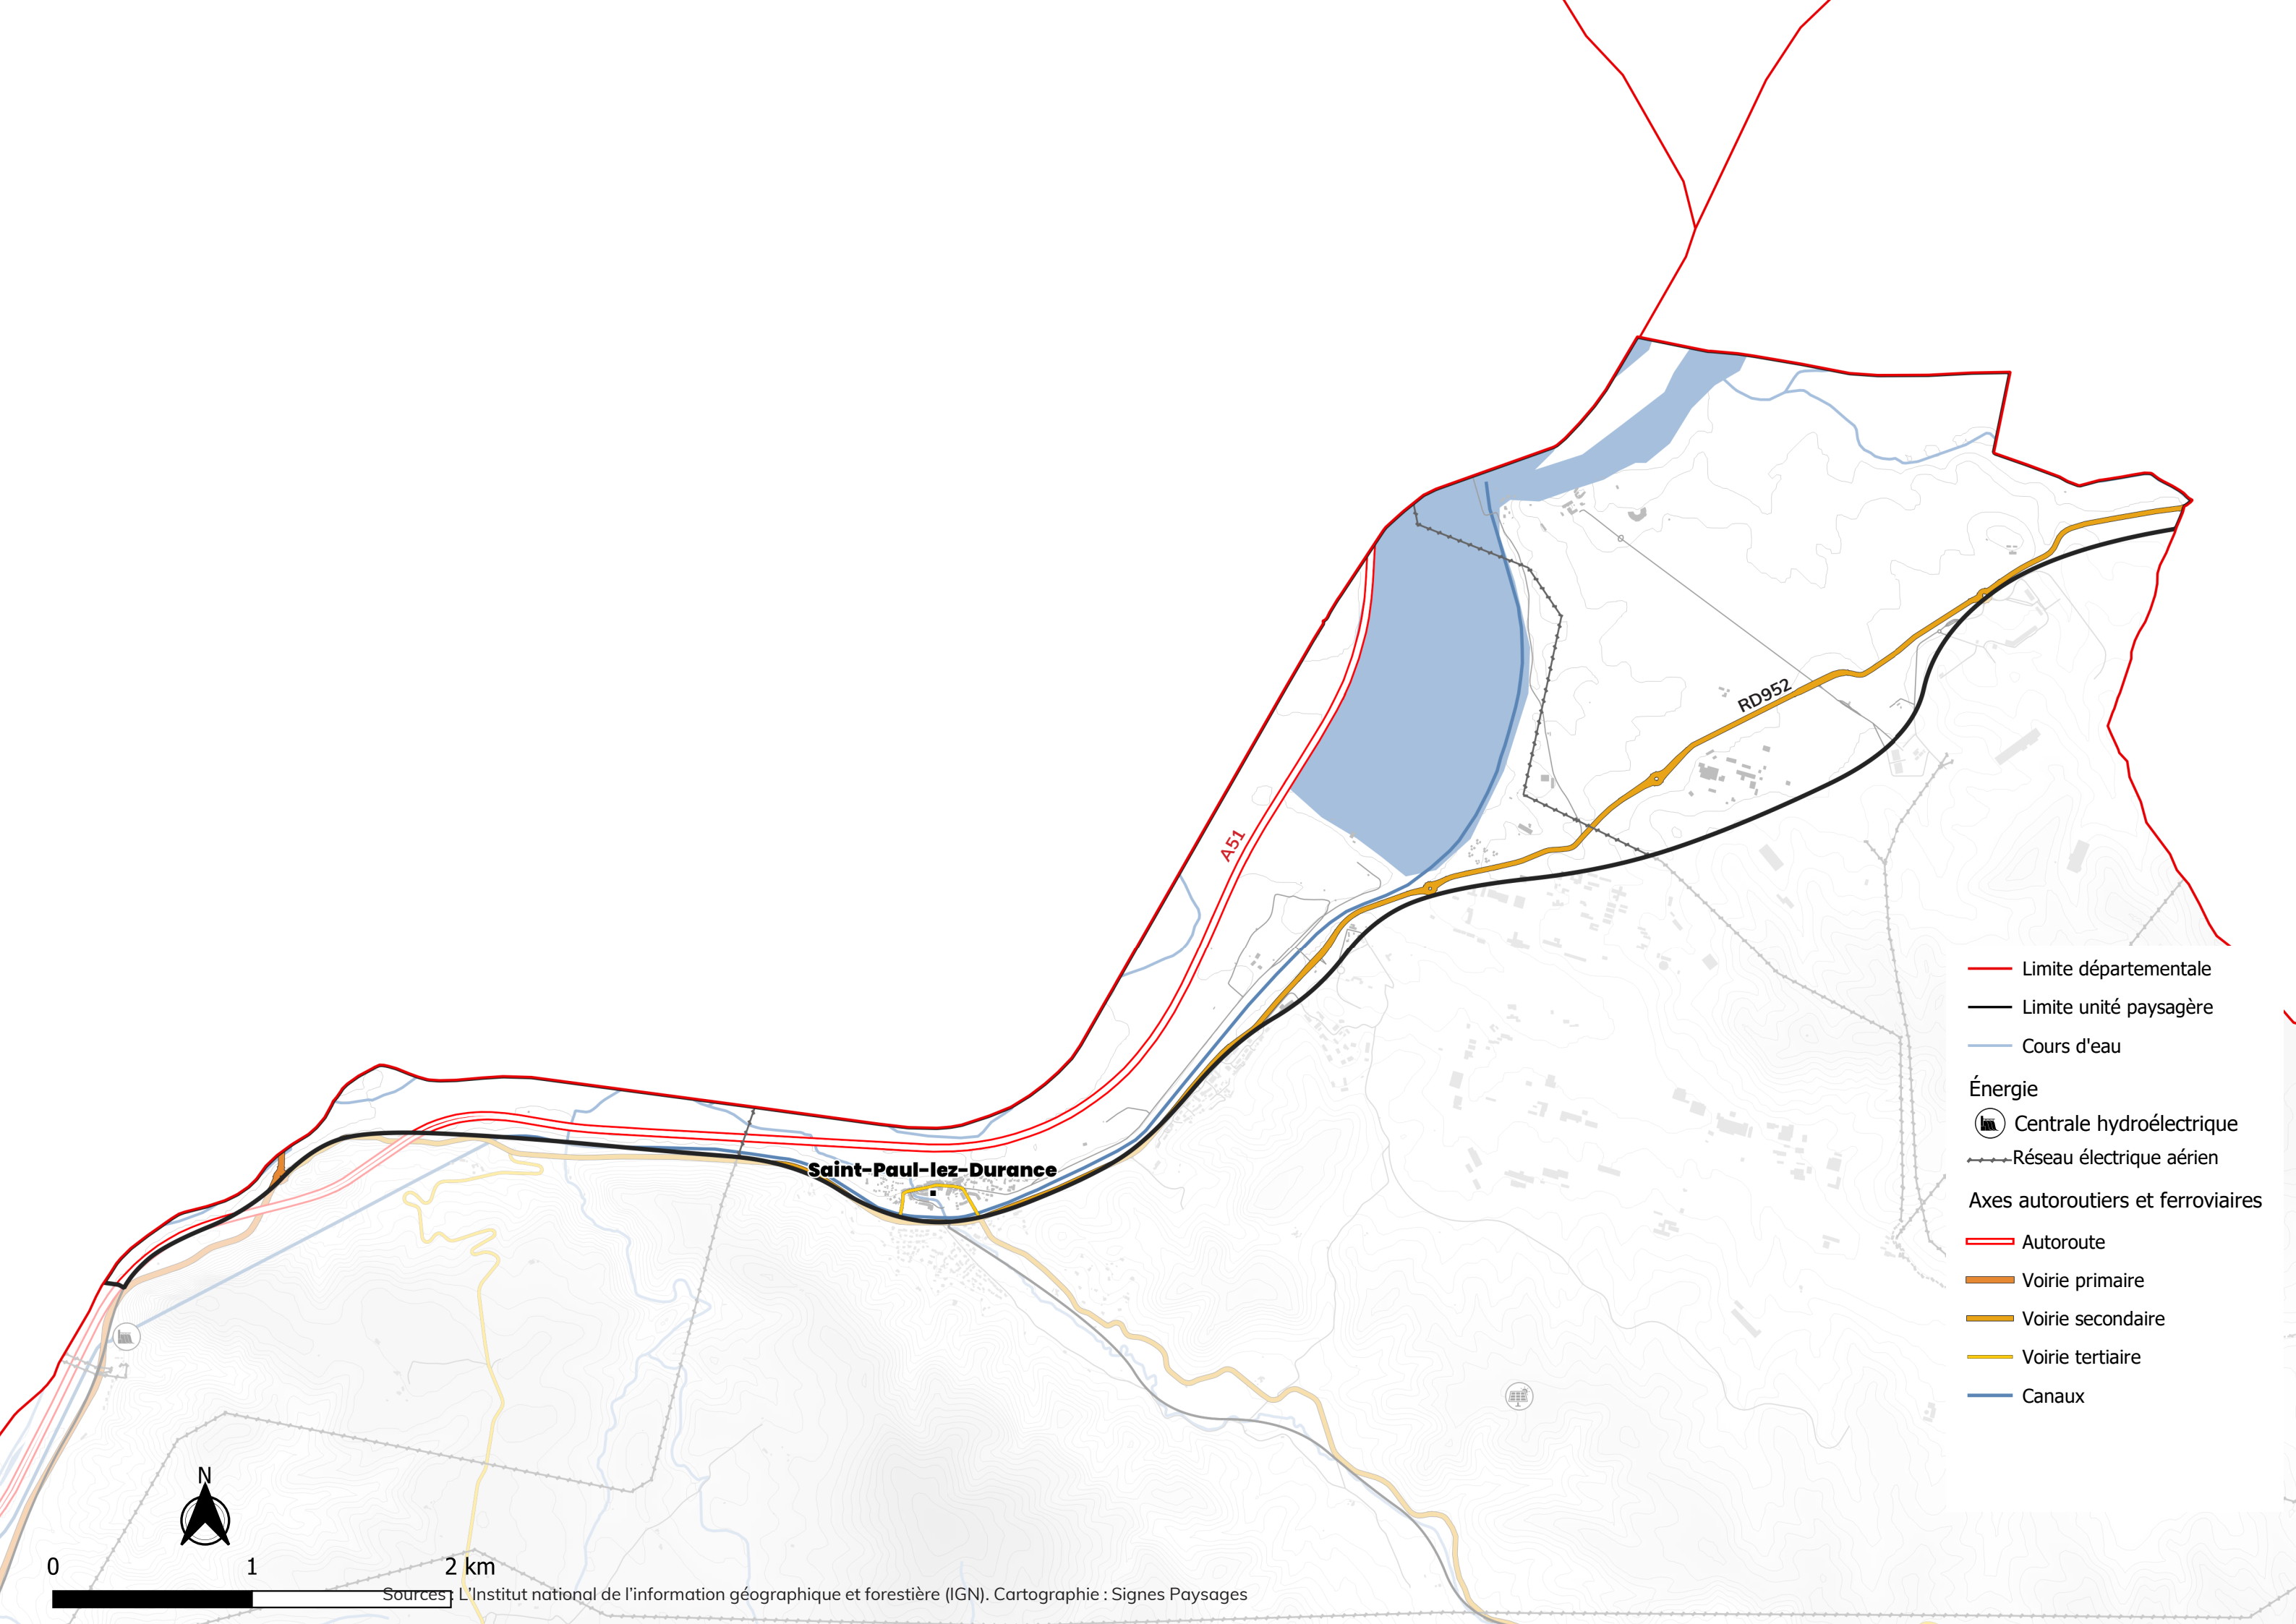 RD952
A51
Saint-Paul-lez-Durance
Limite départementale
Limite unité paysagère
Cours d'eau
Énergie
Centrale hydroélectrique
Réseau électrique aérien
Axes autoroutiers et ferroviaires
Autoroute
Voirie primaire
Voirie secondaire
Voirie tertiaire
Canaux
N
0 1 2 km
Sources : L'Institut national de l'information géographique et forestière (IGN). Cartographie : Signes Paysages